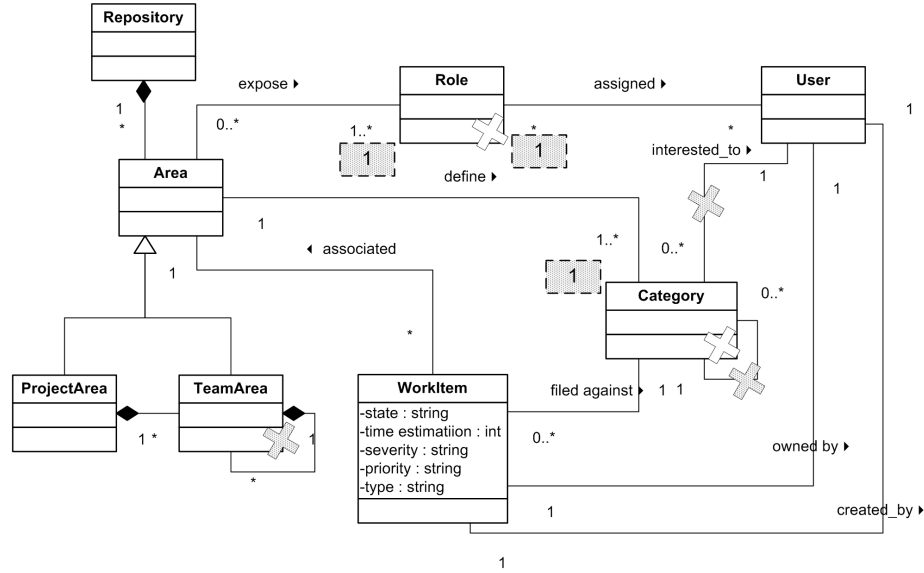 Repository
Role
User
expose
assigned
1
1
*
0..*
1..*
*
*
1
1
interested_to
Area
define
1
1
1
1..*
associated
0..*
1
1
Category
0..*
*
ProjectArea
TeamArea
WorkItem
filed against
1
1
-state : string
-time estimatiion : int
-severity : string
-priority : string
-type : string
1
*
1
0..*
owned by
*
1
created_by
1